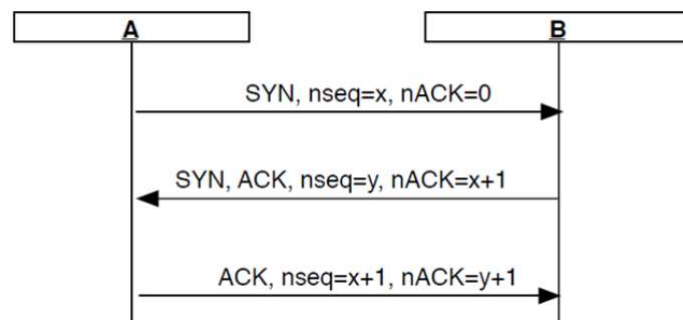 A
B
SYN, nseq=x, nACK=0
SYN, ACK, nseq=y, nACK=x+1
ACK, nseq=x+1, nACK=y+1